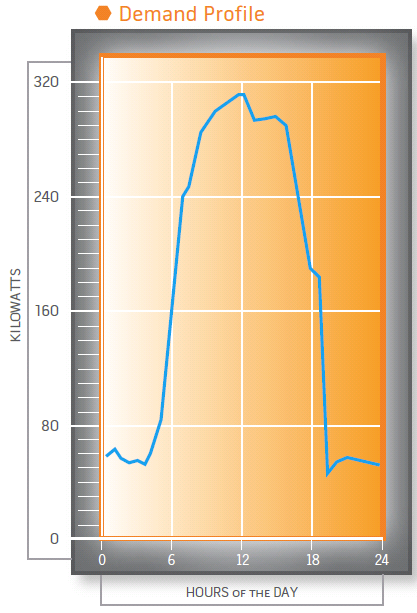 Demand Profile
320
240
160
80
0
KILOWATTS
0 6 12 18 24
HOURS OF THE DAY